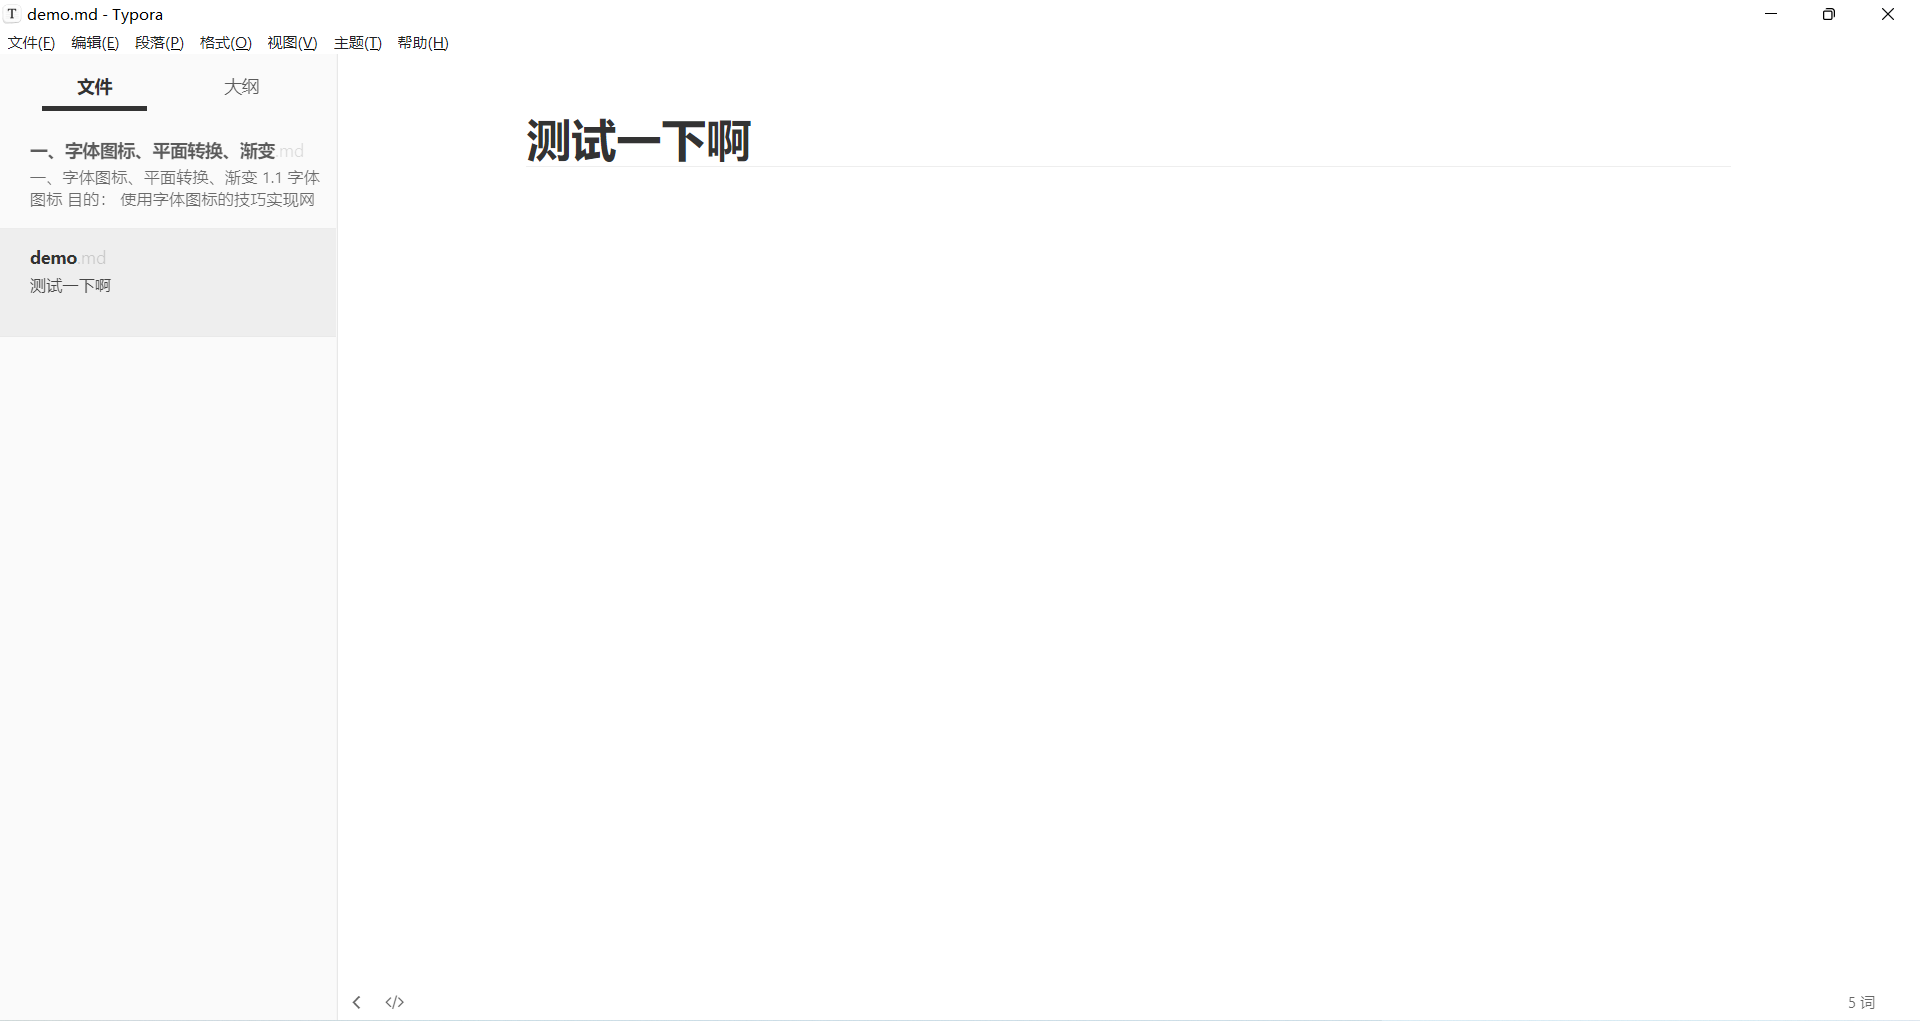 T demo.md - Typora
文件(F) 编辑(E) 段落(P) 格式(O) 视图(V) 主题(T) 帮助(H)
文件 大纲
一、字体图标、平面转换、渐变.md
一、字体图标、平面转换、渐变 1.1 字体
图标 目的： 使用字体图标的技巧实现网
demo.md
测试一下啊
测试一下啊
</> 5 词